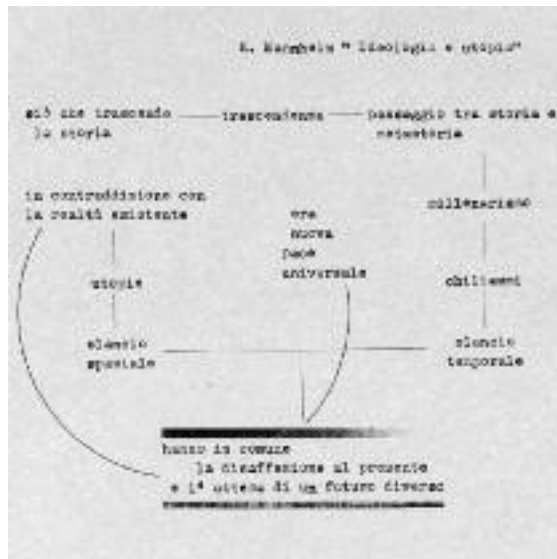 K. Mannheim " Ideologia e utopia"
ciò che trascende
la storia
trascendenza
passaggio tra storia e
metastoria
in contraddizione con
la realtà esistente
era
nuova
pace
universale
millenarismo
utopie
chiliasmi
slancio
spaziale
slancio
temporale
hanno in comune
la disaffezione al presente
e l' attesa di un futuro diverso